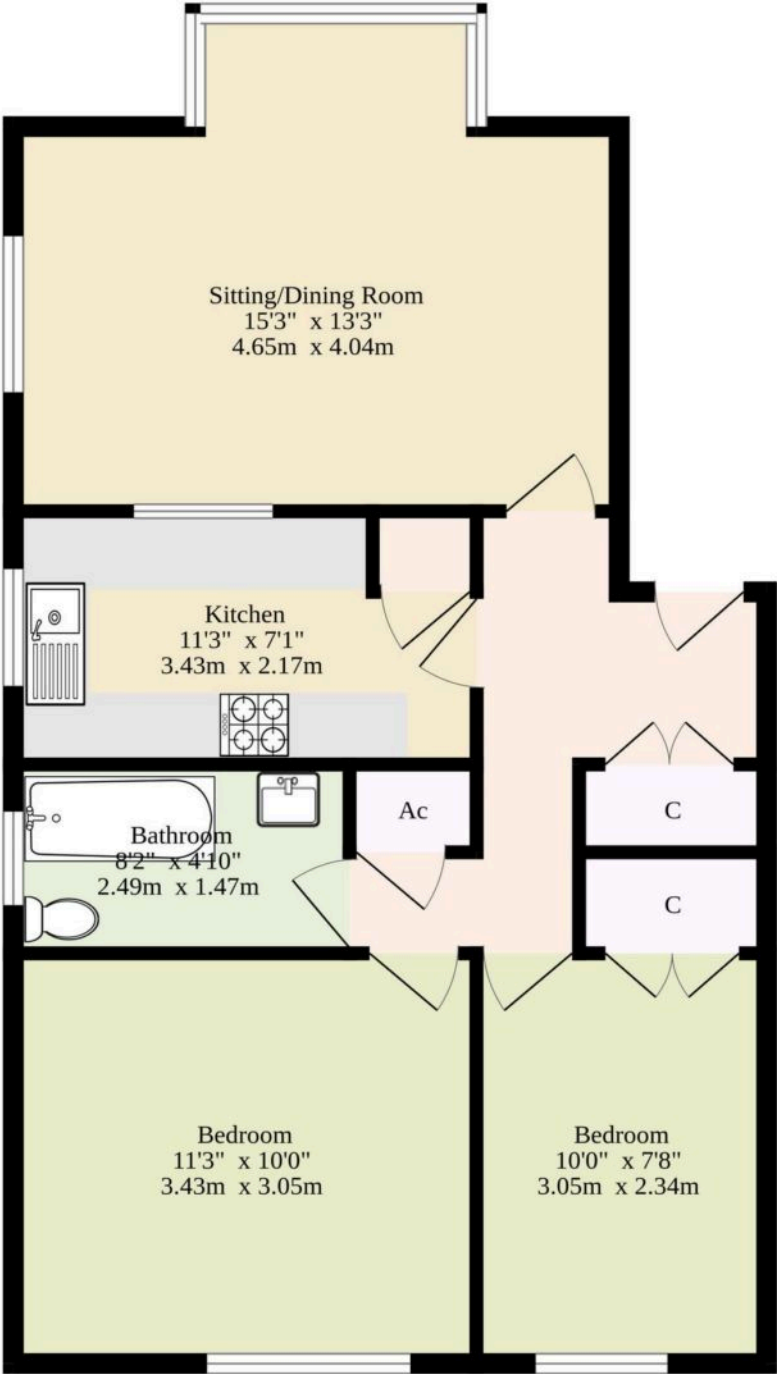 Sitting/Dining Room
15'3" x 13'3"
4.65m x 4.04m
Kitchen
11'3" x 7'1"
3.43m x 2.17m
Ac
C
Bathroom
8'2" x 4'10"
2.49m x 1.47m
C
Bedroom
11'3" x 10'0"
3.43m x 3.05m
Bedroom
10'0" x 7'8"
3.05m x 2.34m